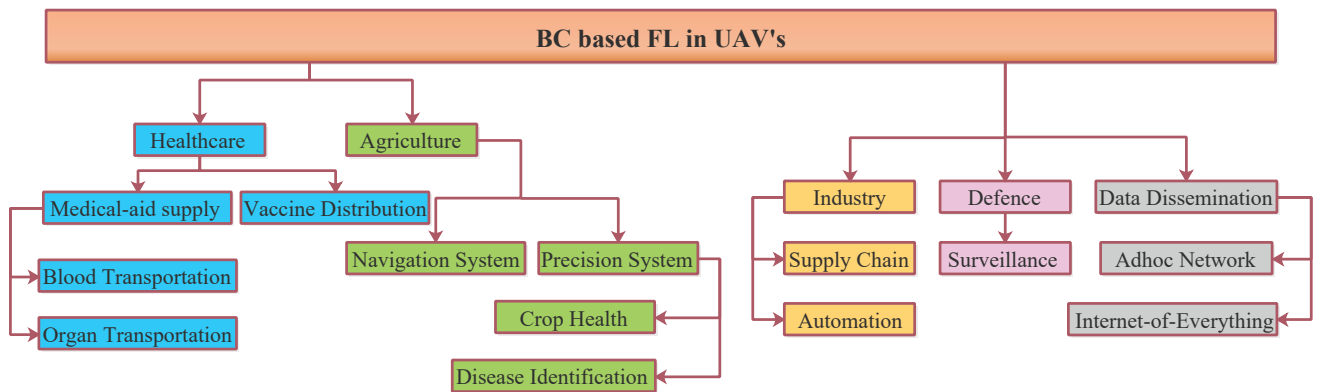 BC based FL in UAV's
Healthcare
Agriculture
Medical-aid supply
Vaccine Distribution
Industry
Defence
Data Dissemination
Blood Transportation
Navigation System
Precision System
Supply Chain
Surveillance
Adhoc Network
Organ Transportation
Crop Health
Automation
Internet-of-Everything
Disease Identification